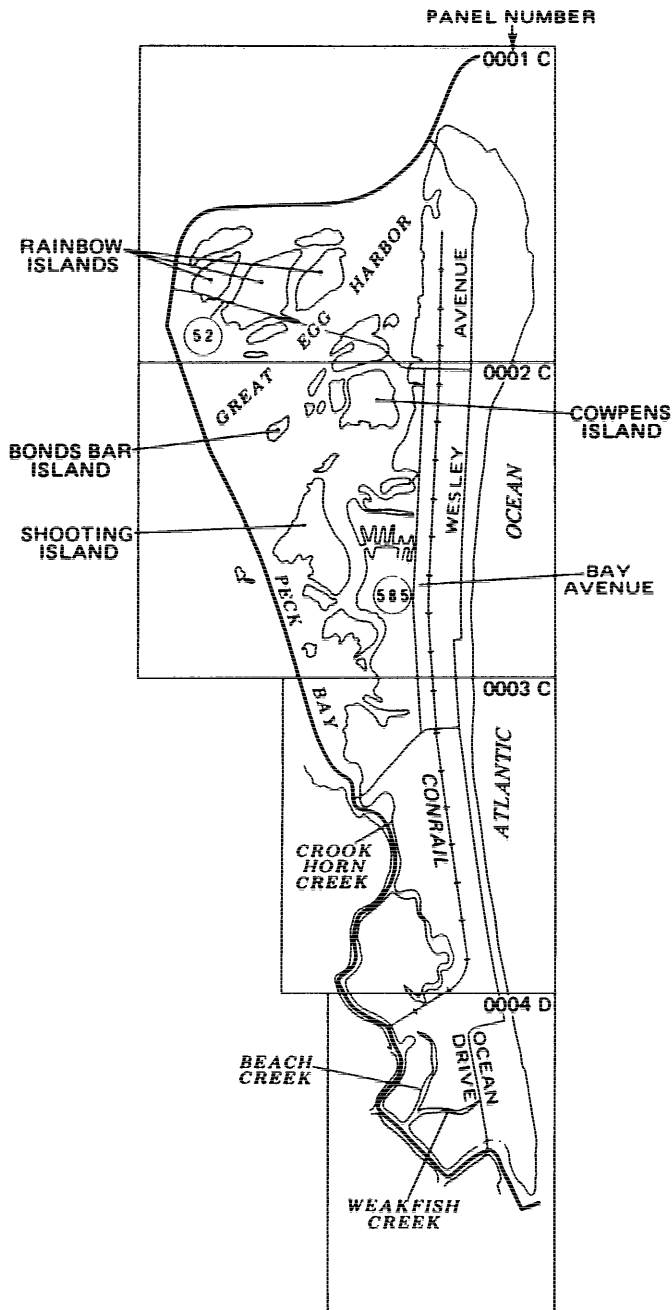 PANEL NUMBER
0001 C
RAINBOW
ISLANDS
GREAT EGG HARBOR
AVENUE
52
0002 C
COWPENS
ISLAND
BONDS BAR
ISLAND
WESLEY
OCEAN
SHOOTING
ISLAND
BAY
AVENUE
585
PECK
BAY
0003 C
ATLANTIC
CONRAIL
CROOK
HORN
CREEK
0004 D
OCEAN
DRIVE
BEACH
CREEK
WEAKFISH
CREEK